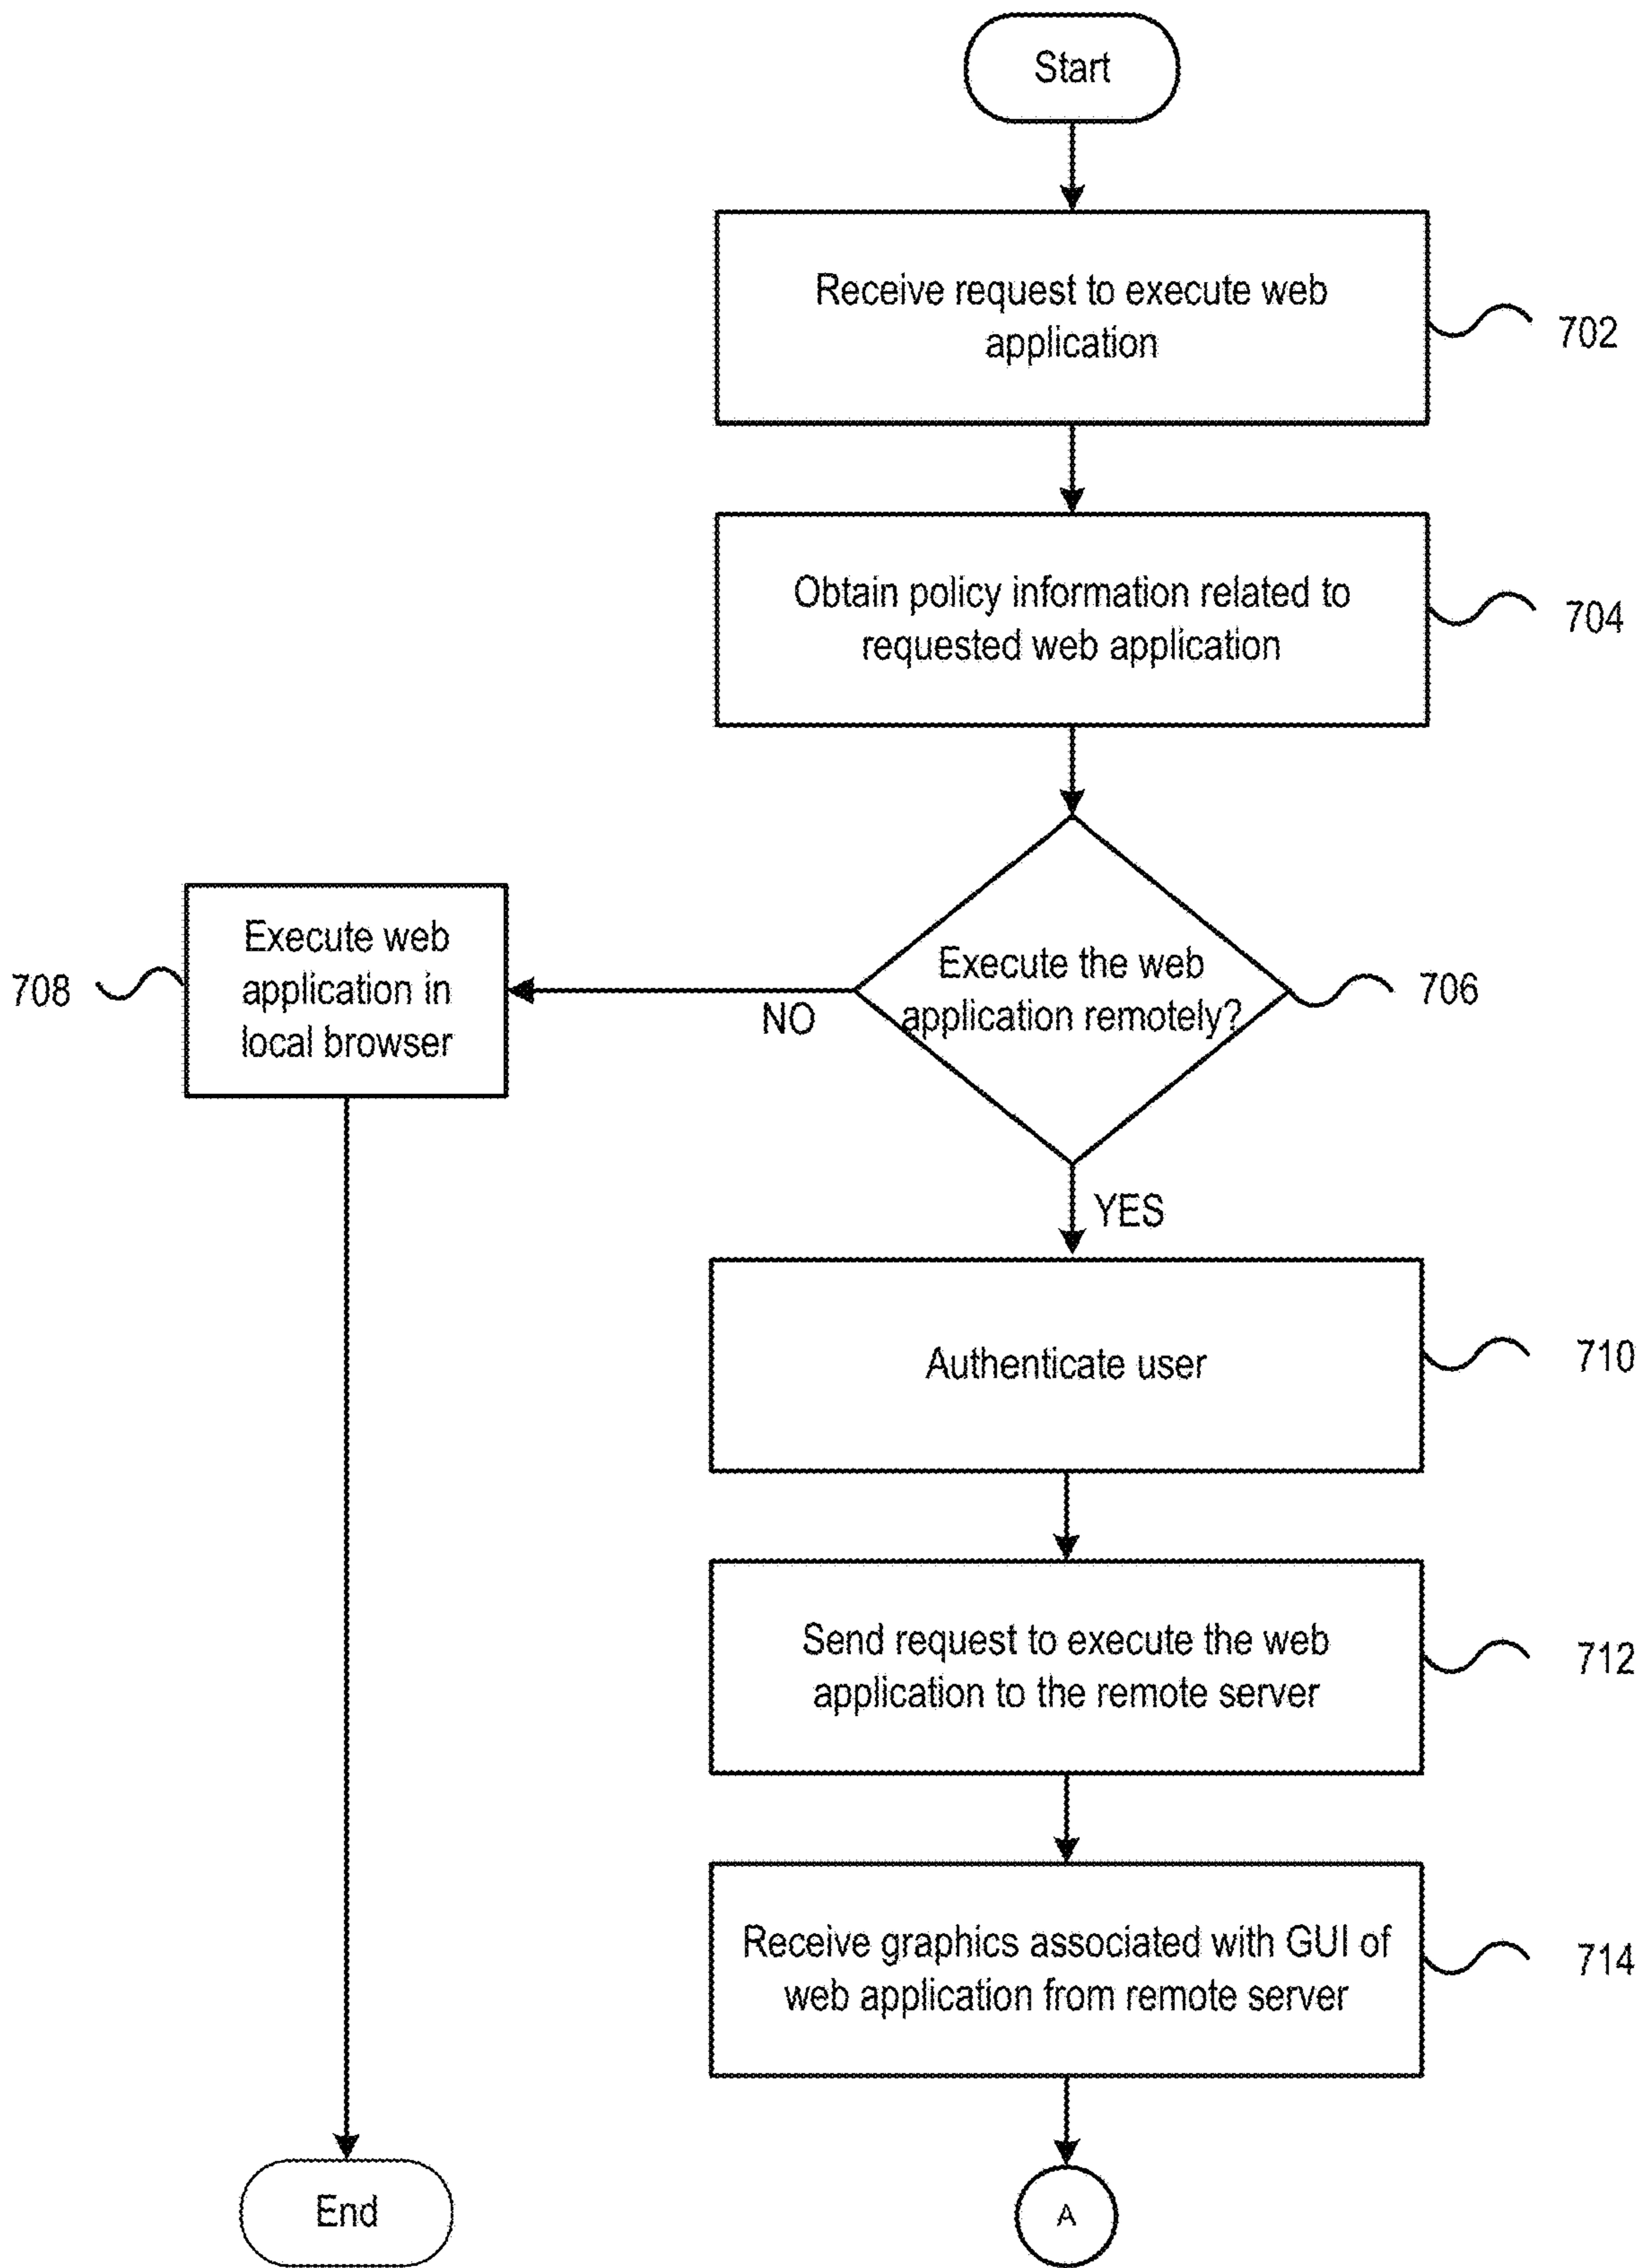 Start
Receive request to execute web
application
702
Obtain policy information related to
requested web application
704
Execute the web
application remotely?
706
NO
Execute web
application in
local browser
708
YES
Authenticate user
710
Send request to execute the web
application to the remote server
712
Receive graphics associated with GUI of
web application from remote server
714
End
A